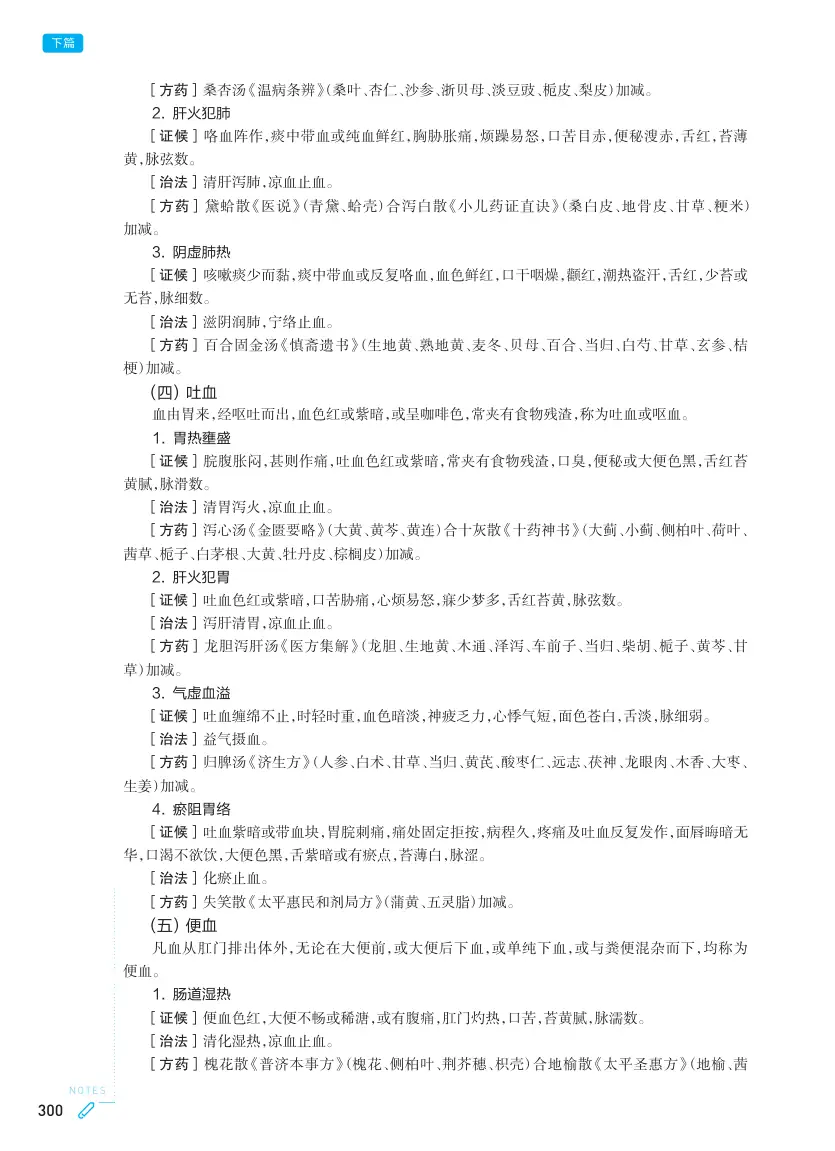 下篇
［方药］桑杏汤《温病条辨》(桑叶、杏仁、沙参、浙贝母、淡豆豉、栀皮、梨皮)加减。
2. 肝火犯肺
［证候］咯血阵作,痰中带血或纯血鲜红,胸胁胀痛,烦躁易怒,口苦目赤,便秘溲赤,舌红,苔薄
黄,脉弦数。
［治法］清肝泻肺,凉血止血。
［方药］黛蛤散《医说》(青黛、蛤壳)合泻白散《小儿药证直诀》(桑白皮、地骨皮、甘草、粳米)
加减。
3. 阴虚肺热
［证候］咳嗽痰少而黏,痰中带血或反复咯血,血色鲜红,口干咽燥,颧红,潮热盗汗,舌红,少苔或
无苔,脉细数。
［治法］滋阴润肺,宁络止血。
［方药］百合固金汤《慎斋遗书》(生地黄、熟地黄、麦冬、贝母、百合、当归、白芍、甘草、玄参、桔
梗)加减。
(四) 吐血
血由胃来,经呕吐而出,血色红或紫暗,或呈咖啡色,常夹有食物残渣,称为吐血或呕血。
1. 胃热壅盛
［证候］脘腹胀闷,甚则作痛,吐血色红或紫暗,常夹有食物残渣,口臭,便秘或大便色黑,舌红苔
黄腻,脉滑数。
［治法］清胃泻火,凉血止血。
［方药］泻心汤《金匮要略》(大黄、黄芩、黄连)合十灰散《十药神书》(大蓟、小蓟、侧柏叶、荷叶、
茜草、栀子、白茅根、大黄、牡丹皮、棕榈皮)加减。
2. 肝火犯胃
［证候］吐血色红或紫暗,口苦胁痛,心烦易怒,寐少梦多,舌红苔黄,脉弦数。
［治法］泻肝清胃,凉血止血。
［方药］龙胆泻肝汤《医方集解》(龙胆、生地黄、木通、泽泻、车前子、当归、柴胡、栀子、黄芩、甘
草)加减。
3. 气虚血溢
［证候］吐血缠绵不止,时轻时重,血色暗淡,神疲乏力,心悸气短,面色苍白,舌淡,脉细弱。
［治法］益气摄血。
［方药］归脾汤《济生方》(人参、白术、甘草、当归、黄芪、酸枣仁、远志、茯神、龙眼肉、木香、大枣、
生姜)加减。
4. 瘀阻胃络
［证候］吐血紫暗或带血块,胃脘刺痛,痛处固定拒按,病程久,疼痛及吐血反复发作,面唇晦暗无
华,口渴不欲饮,大便色黑,舌紫暗或有瘀点,苔薄白,脉涩。
［治法］化瘀止血。
［方药］失笑散《太平惠民和剂局方》(蒲黄、五灵脂)加减。
(五) 便血
凡血从肛门排出体外,无论在大便前,或大便后下血,或单纯下血,或与粪便混杂而下,均称为
便血。
1. 肠道湿热
［证候］便血色红,大便不畅或稀溏,或有腹痛,肛门灼热,口苦,苔黄腻,脉濡数。
［治法］清化湿热,凉血止血。
［方药］槐花散《普济本事方》(槐花、侧柏叶、荆芥穗、枳壳)合地榆散《太平圣惠方》(地榆、茜
NOTES
300